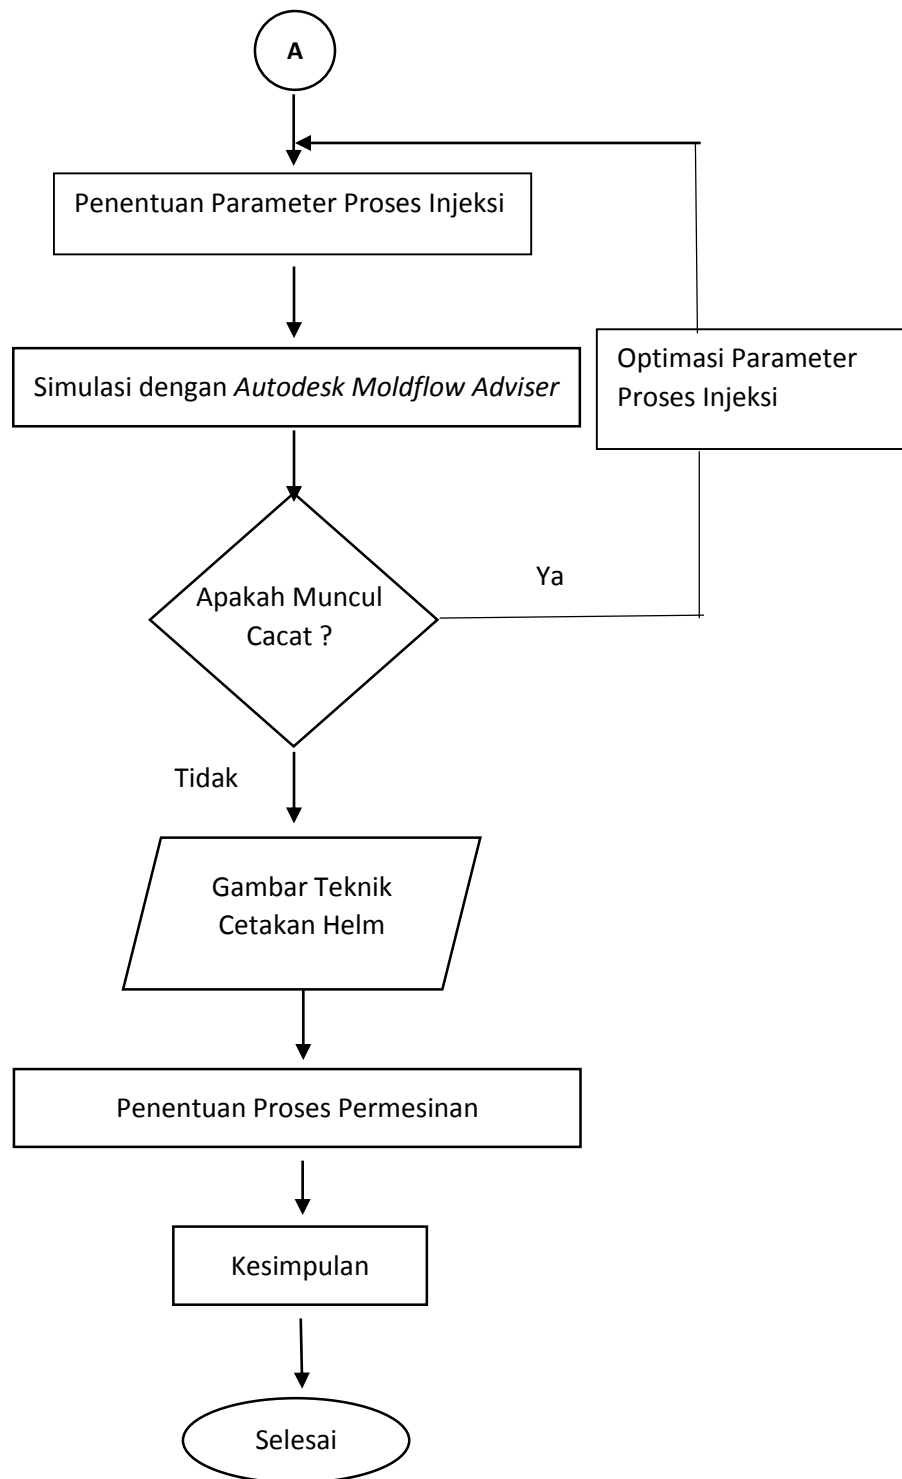 A
Penentuan Parameter Proses Injeksi
Simulasi dengan Autodesk Moldflow Adviser
Optimasi Parameter
Proses Injeksi
Apakah Muncul
Cacat ?
Ya
Tidak
Gambar Teknik
Cetakan Helm
Penentuan Proses Permesinan
Kesimpulan
Selesai